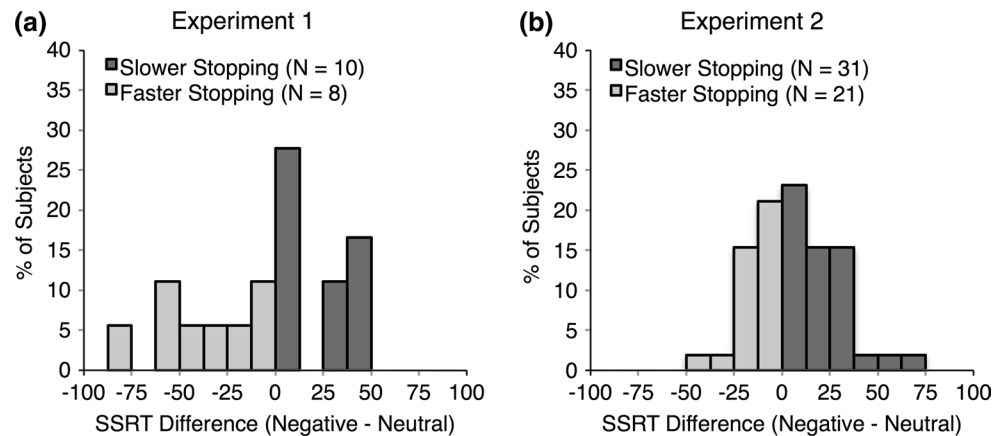 (a) Experiment 1
40
35
30
25
20
15
10
5
0
% of Subjects
Slower Stopping (N = 10)
Faster Stopping (N = 8)
-100 -75 -50 -25 0 25 50 75 100
SSRT Difference (Negative - Neutral)
(b) Experiment 2
40
35
30
25
20
15
10
5
0
% of Subjects
Slower Stopping (N = 31)
Faster Stopping (N = 21)
-100 -75 -50 -25 0 25 50 75 100
SSRT Difference (Negative - Neutral)